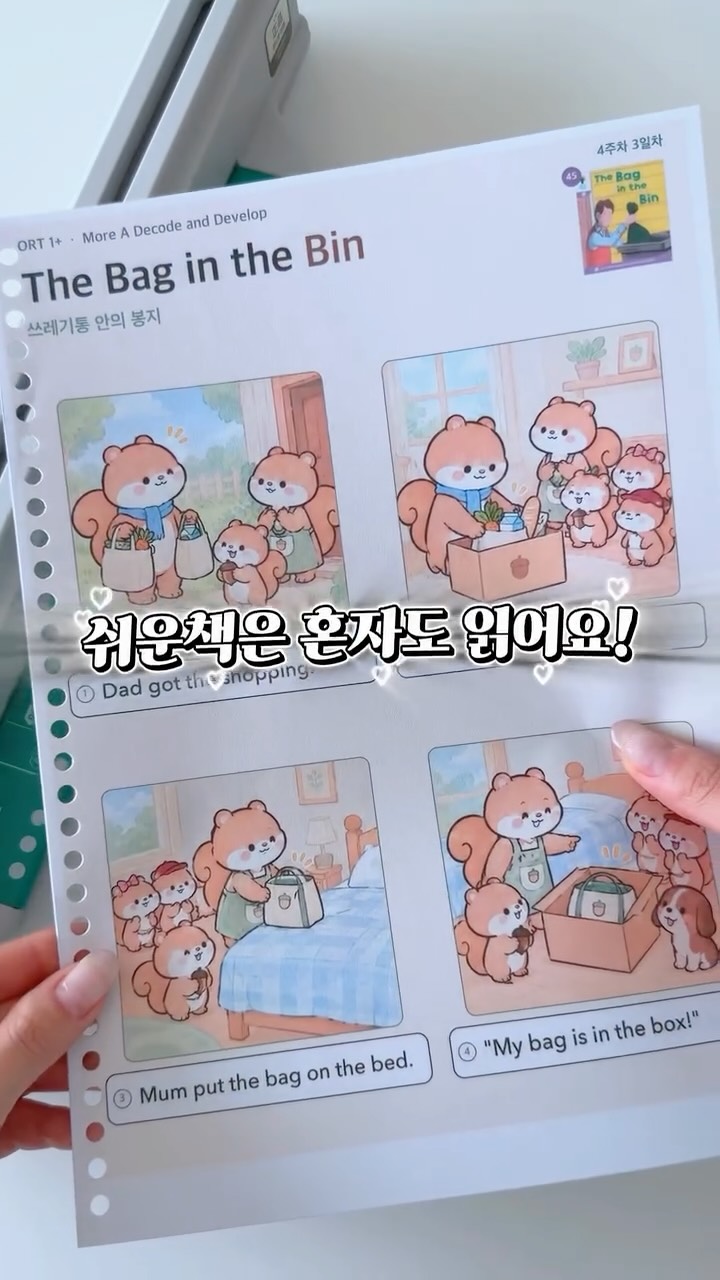 4주차 3일차
ORT 1+ · More A Decode and Develop
The Bag in the Bin
쓰레기통 안의 봉지
45
The Bag
in the
Bin
쉬운책은 혼자도 읽어요!
① Dad got the shopping.
③ Mum put the bag on the bed.
④ "My bag is in the box!"